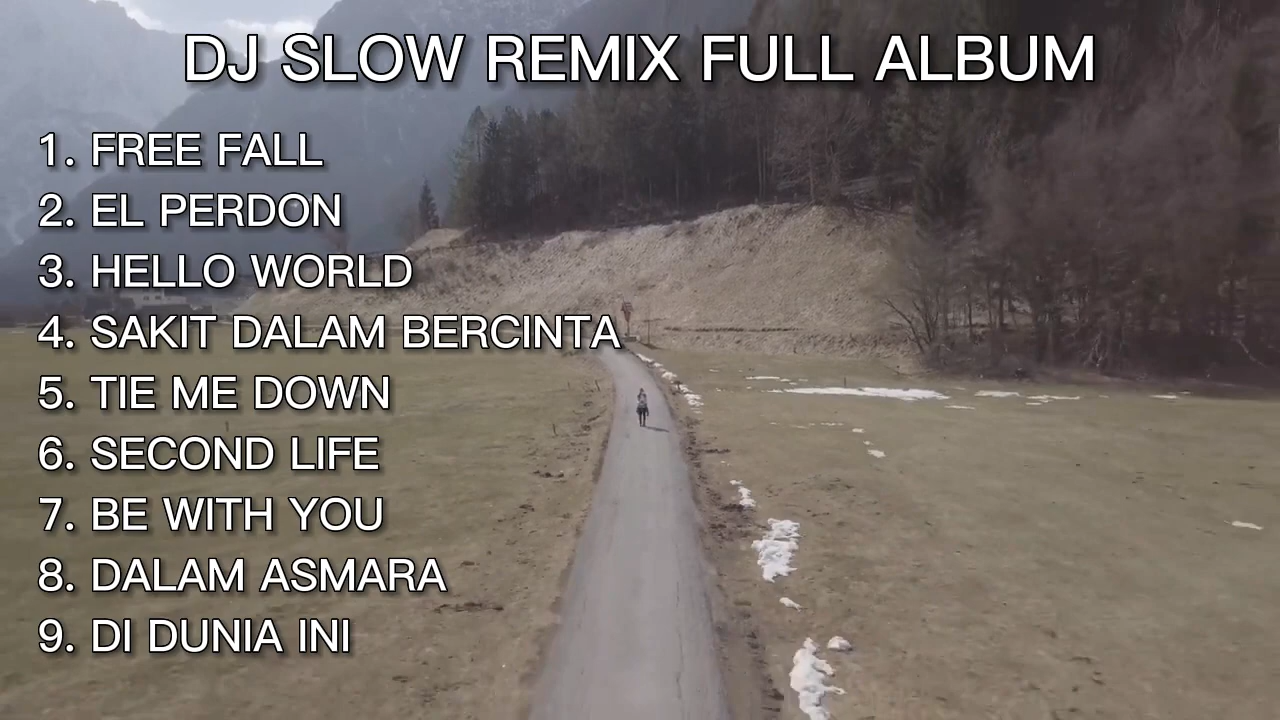 DJ SLOW REMIX FULL ALBUM
1. FREE FALL
2. EL PERDON
3. HELLO WORLD
4. SAKIT DALAM BERCINTA
5. TIE ME DOWN
6. SECOND LIFE
7. BE WITH YOU
8. DALAM ASMARA
9. DI DUNIA INI